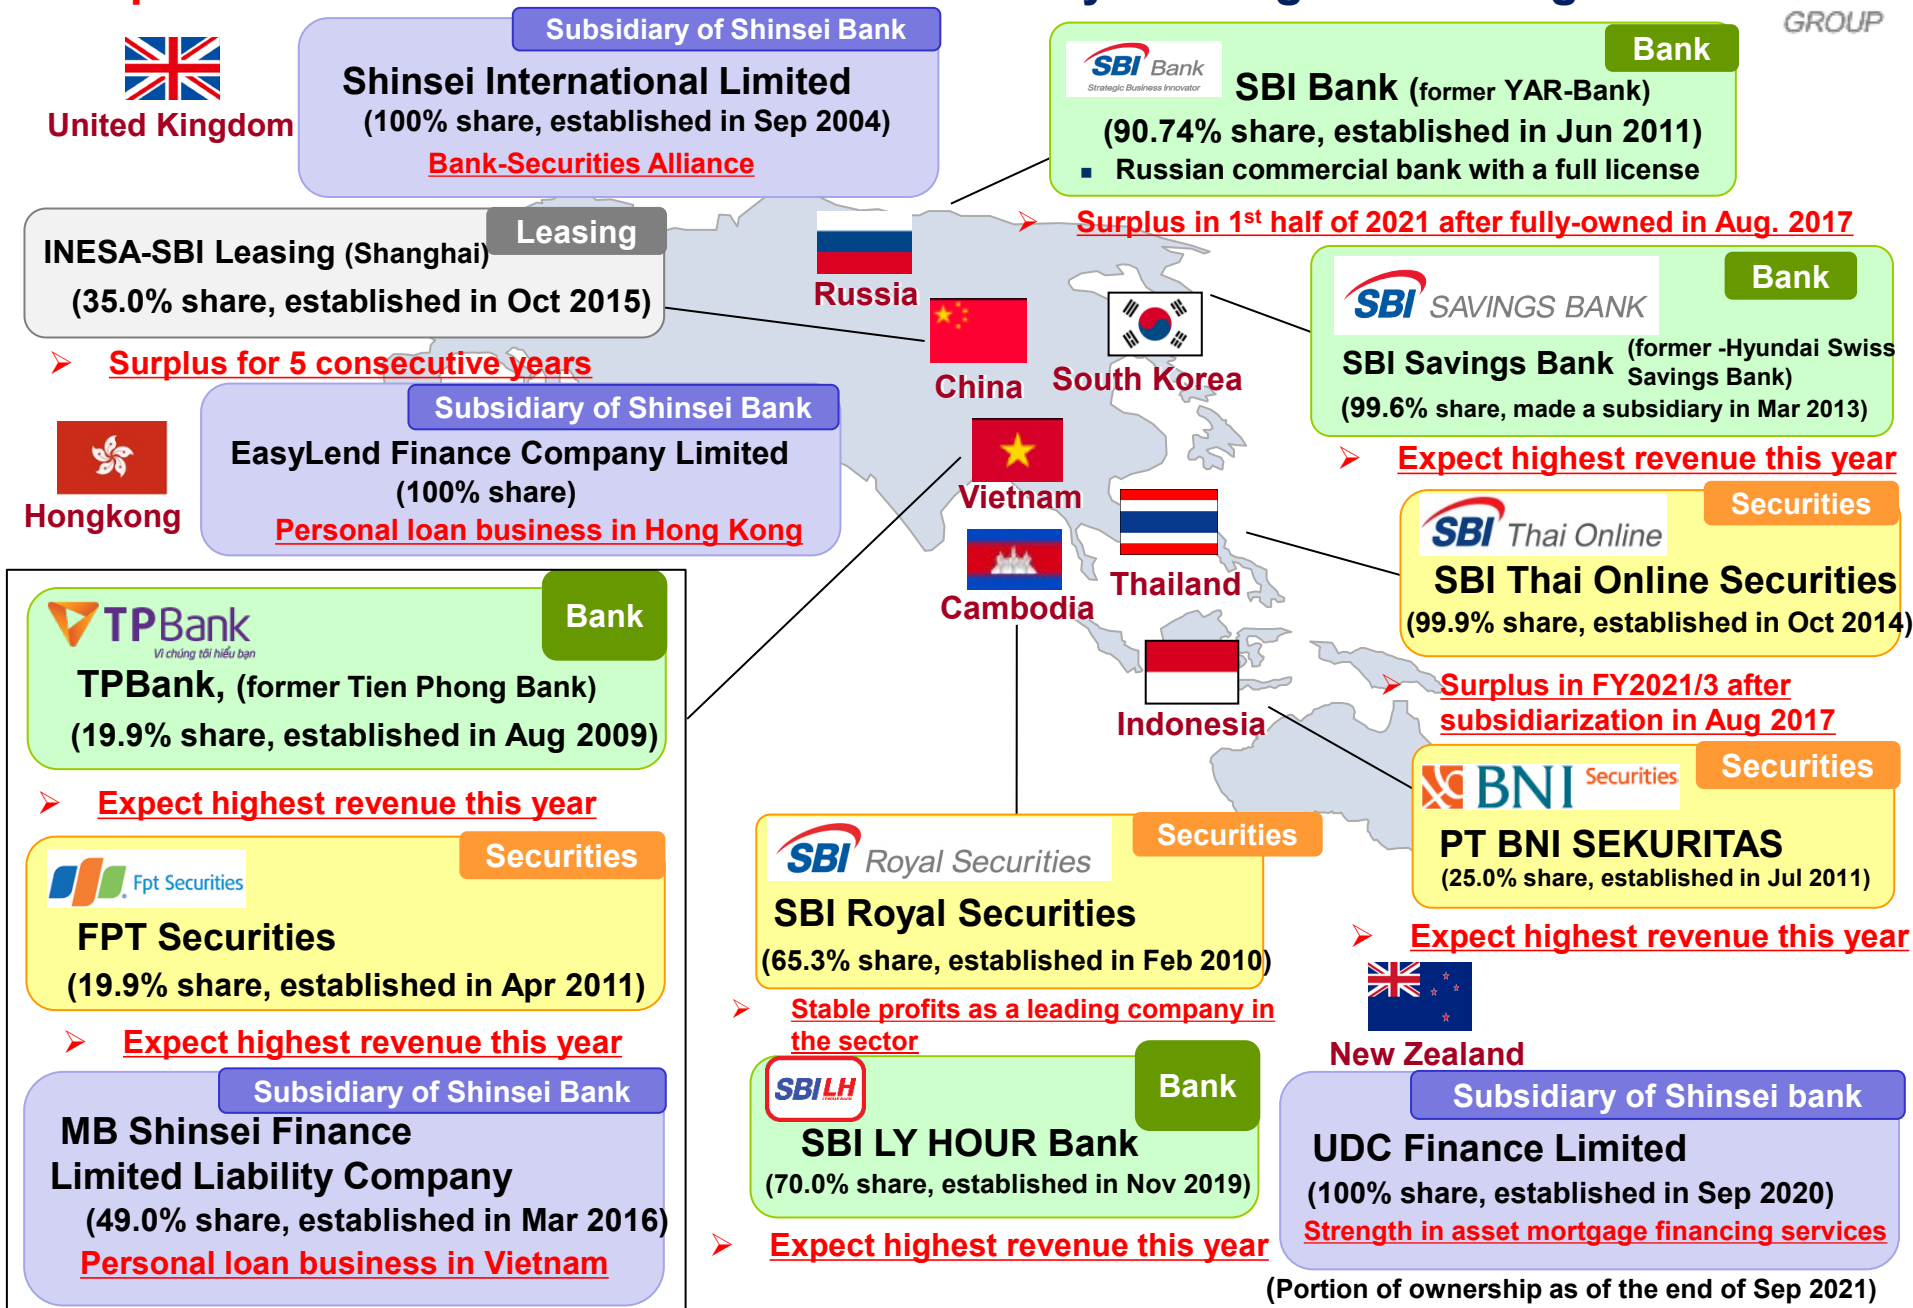 GROUP
United Kingdom
Subsidiary of Shinsei Bank
Shinsei International Limited
(100% share, established in Sep 2004)
Bank-Securities Alliance
Bank
SBI Bank
Strategic Business Innovator
SBI Bank (former YAR-Bank)
(90.74% share, established in Jun 2011)
▪ Russian commercial bank with a full license
➢ Surplus in 1st half of 2021 after fully-owned in Aug. 2017
Leasing
INESA-SBI Leasing (Shanghai)
(35.0% share, established in Oct 2015)
➢ Surplus for 5 consecutive years
Russia
China
South Korea
Bank
SBI SAVINGS BANK
SBI Savings Bank (former -Hyundai Swiss
Savings Bank)
(99.6% share, made a subsidiary in Mar 2013)
➢ Expect highest revenue this year
Hongkong
Subsidiary of Shinsei Bank
EasyLend Finance Company Limited
(100% share)
Personal loan business in Hong Kong
Vietnam
Cambodia
Thailand
Indonesia
Securities
SBI Thai Online
SBI Thai Online Securities
(99.9% share, established in Oct 2014)
➢ Surplus in FY2021/3 after
subsidiarization in Aug 2017
Bank
TPBank
Vì chúng tôi hiểu bạn
TPBank, (former Tien Phong Bank)
(19.9% share, established in Aug 2009)
➢ Expect highest revenue this year
Securities
Fpt Securities
FPT Securities
(19.9% share, established in Apr 2011)
➢ Expect highest revenue this year
Subsidiary of Shinsei Bank
MB Shinsei Finance
Limited Liability Company
(49.0% share, established in Mar 2016)
Personal loan business in Vietnam
Securities
SBI Royal Securities
SBI Royal Securities
(65.3% share, established in Feb 2010)
➢ Stable profits as a leading company in
the sector
Bank
SBI LH
SBI LY HOUR Bank
(70.0% share, established in Nov 2019)
➢ Expect highest revenue this year
Securities
BNI Securities
PT BNI SEKURITAS
(25.0% share, established in Jul 2011)
➢ Expect highest revenue this year
New Zealand
Subsidiary of Shinsei bank
UDC Finance Limited
(100% share, established in Sep 2020)
Strength in asset mortgage financing services
(Portion of ownership as of the end of Sep 2021)